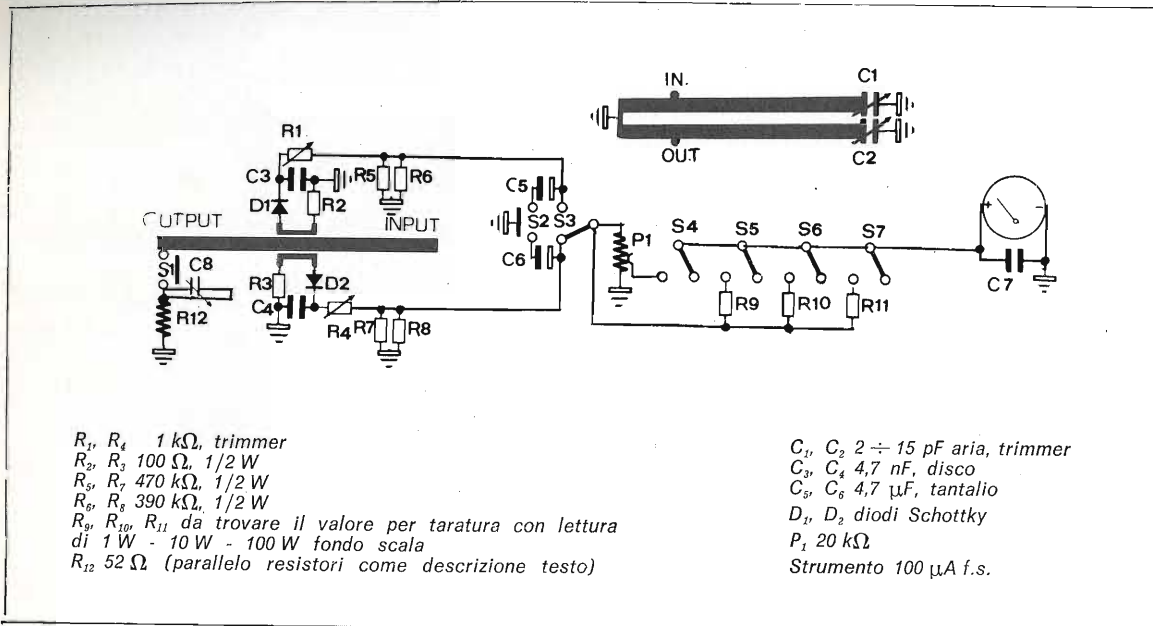 IN.
C1
OUT
C2
R1
C3
R5
R6
D1
R2
C5
S2
S3
OUTPUT
INPUT
C6
P1
S4
S5
S6
S7
+
-
S1
C8
R3
D2
C4
R4
R7
R8
R12
R9
R10
R11
C7
R₁, R₄ 1 kΩ, trimmer
R₂, R₃ 100 Ω, 1/2 W
R₅, R₇ 470 kΩ, 1/2 W
R₆, R₈ 390 kΩ, 1/2 W
R₉, R₁₀, R₁₁ da trovare il valore per taratura con lettura
di 1 W - 10 W - 100 W fondo scala
R₁₂ 52 Ω (parallelo resistori come descrizione testo)
C₁, C₂ 2 ÷ 15 pF aria, trimmer
C₃, C₄ 4,7 nF, disco
C₅, C₆ 4,7 μF, tantalio
D₁, D₂ diodi Schottky
P₁ 20 kΩ
Strumento 100 μA f.s.